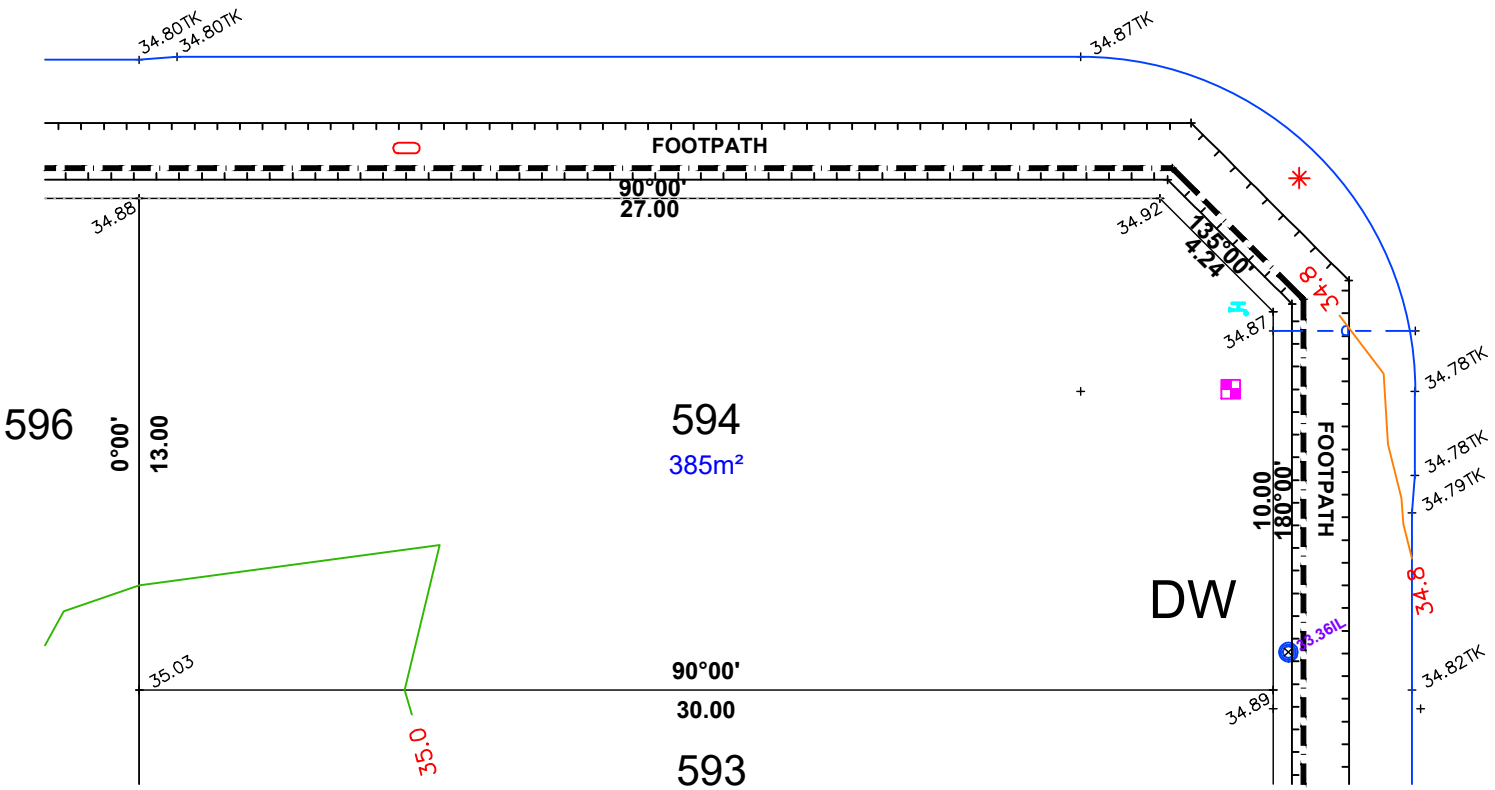 34.80TK
34.80TK
34.87TK
FOOTPATH
90°00'
27.00
34.88
34.92
135°00'
4.24
34.8
34.87
34.78TK
596
0°00'
13.00
594
385m²
FOOTPATH
34.78TK
34.79TK
10.00
180°00'
DW
34.8
33.36IL
34.82TK
35.03
90°00'
30.00
34.89
35.0
593